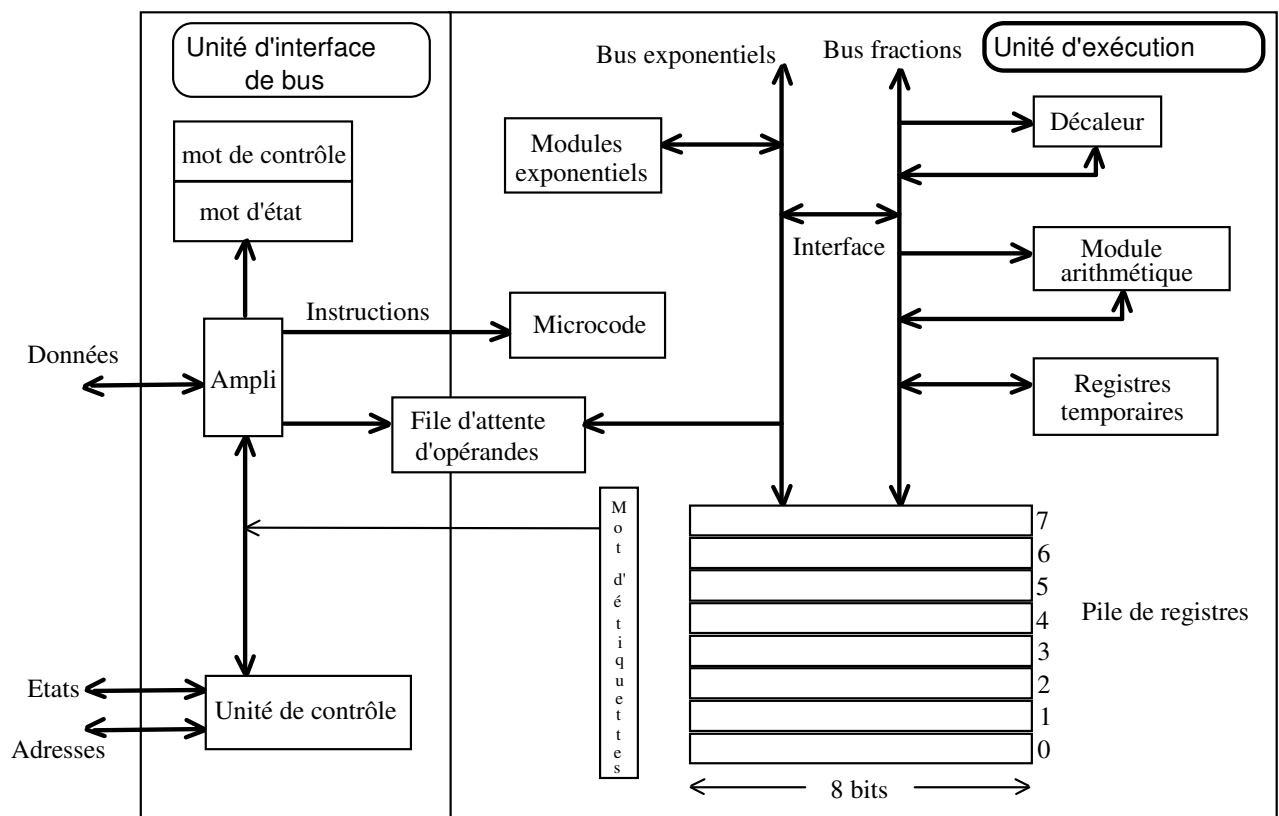 Unité d'interface
de bus
mot de contrôle
mot d'état
Instructions
Données
Ampli
Etats
Adresses
Unité de contrôle
Bus exponentiels
Bus fractions
Unité d'exécution
Modules
exponentiels
Décaleur
Interface
Module
arithmétique
Microcode
File d'attente
d'opérandes
Registres
temporaires
Mot d'étiquettes
7
6
5
4
3
2
1
0
Pile de registres
8 bits